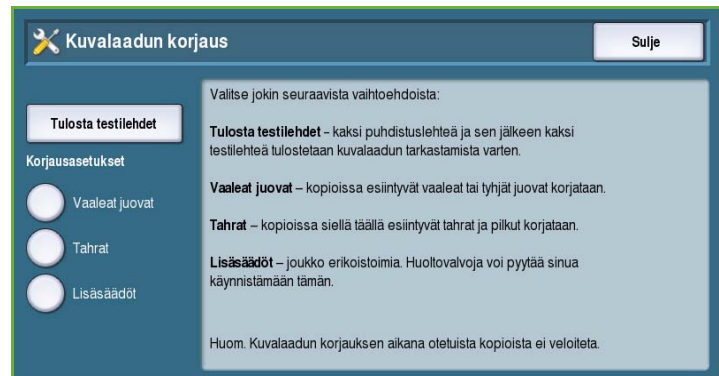 Kuvalaadun korjaus
Sulje
Tulosta testilehdet
Korjausasetukset
Vaaleat juovat
Tahrat
Lisäsäädöt
Valitse jokin seuraavista vaihtoehdoista:
Tulosta testilehdet – kaksi puhdistuslehteä ja sen jälkeen kaksi
testilehteä tulostetaan kuvalaadun tarkastamista varten.
Vaaleat juovat – kopioissa esiintyvät vaaleat tai tyhjät juovat korjataan.
Tahrat – kopioissa siellä täällä esiintyvät tahrat ja pilkut korjataan.
Lisäsäädöt – joukko erikoistoimia. Huoltovalvoja voi pyytää sinua
käynnistämään tämän.
Huom. Kuvalaadun korjauksen aikana otetuista kopioista ei veloiteta.